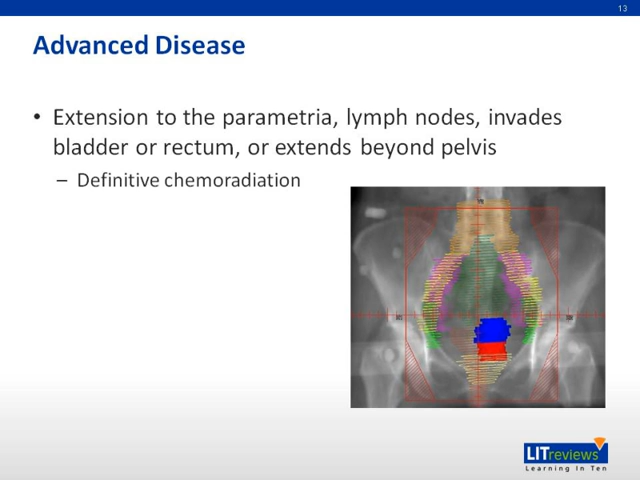 13
Advanced Disease
• Extension to the parametria, lymph nodes, invades
bladder or rectum, or extends beyond pelvis
– Definitive chemoradiation
LITreviews
Learning In Ten